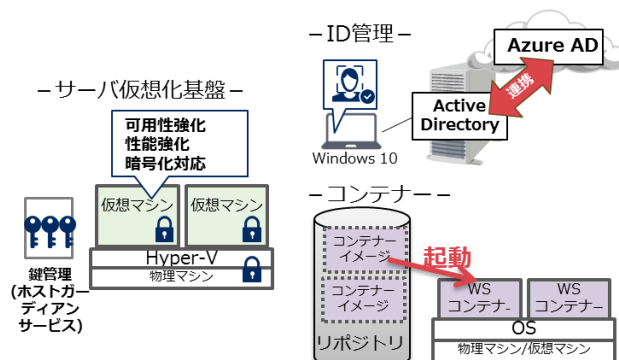 －サーバ仮想化基盤－
可用性強化
性能強化
暗号化対応
仮想マシン
仮想マシン
Hyper-V
物理マシン
鍵管理
(ホストガー
ディアン
サービス)
－ID管理－
Azure AD
連携
Active
Directory
Windows 10
－コンテナー－
コンテナー
イメージ
コンテナー
イメージ
リポジトリ
起動
WS
コンテナ-
WS
コンテナー
OS
物理マシン/仮想マシン